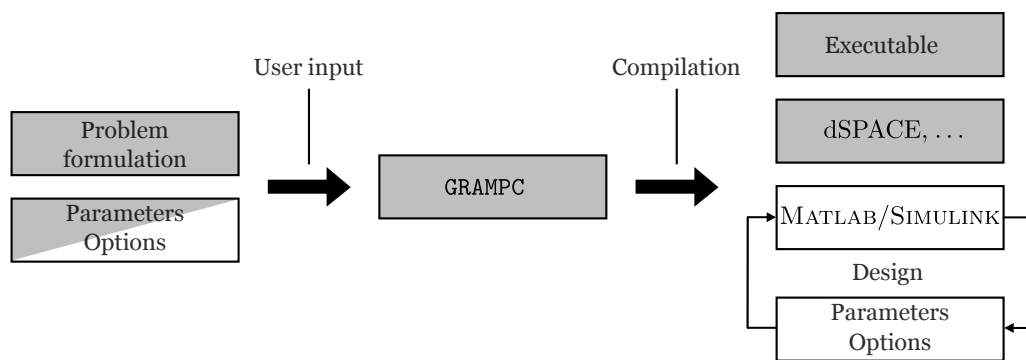 User input
Problem
formulation
Parameters
Options
GRAMPC
Compilation
Executable
dSPACE, ...
MATLAB/SIMULINK
Design
Parameters
Options